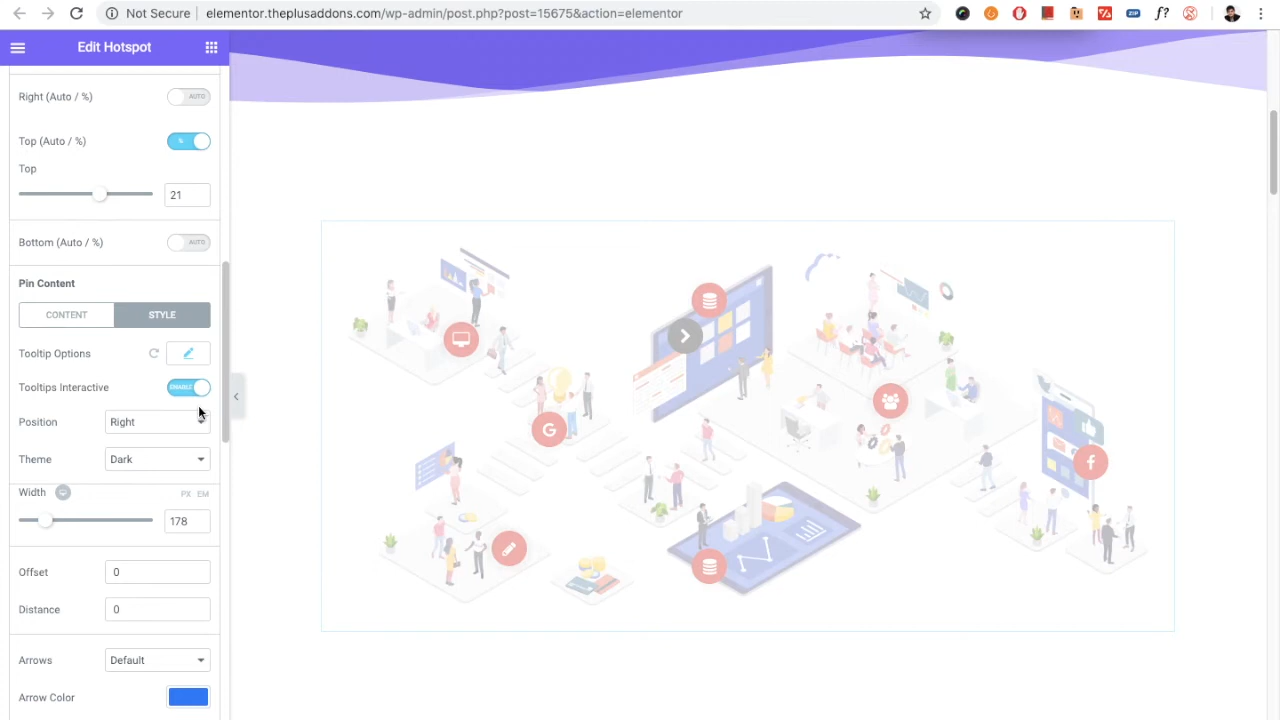 Not Secure | elementor.theplusaddons.com/wp-admin/post.php?post=15675&action=elementor
ZIP
f?
Edit Hotspot
Right (Auto / %)
AUTO
Top (Auto / %)
%
Top
21
Bottom (Auto / %)
AUTO
Pin Content
CONTENT
STYLE
Tooltip Options
Tooltips Interactive
ENABLE
Position
Right
Theme
Dark
Width
PX EM
178
Offset
0
Distance
0
Arrows
Default
Arrow Color
G
f